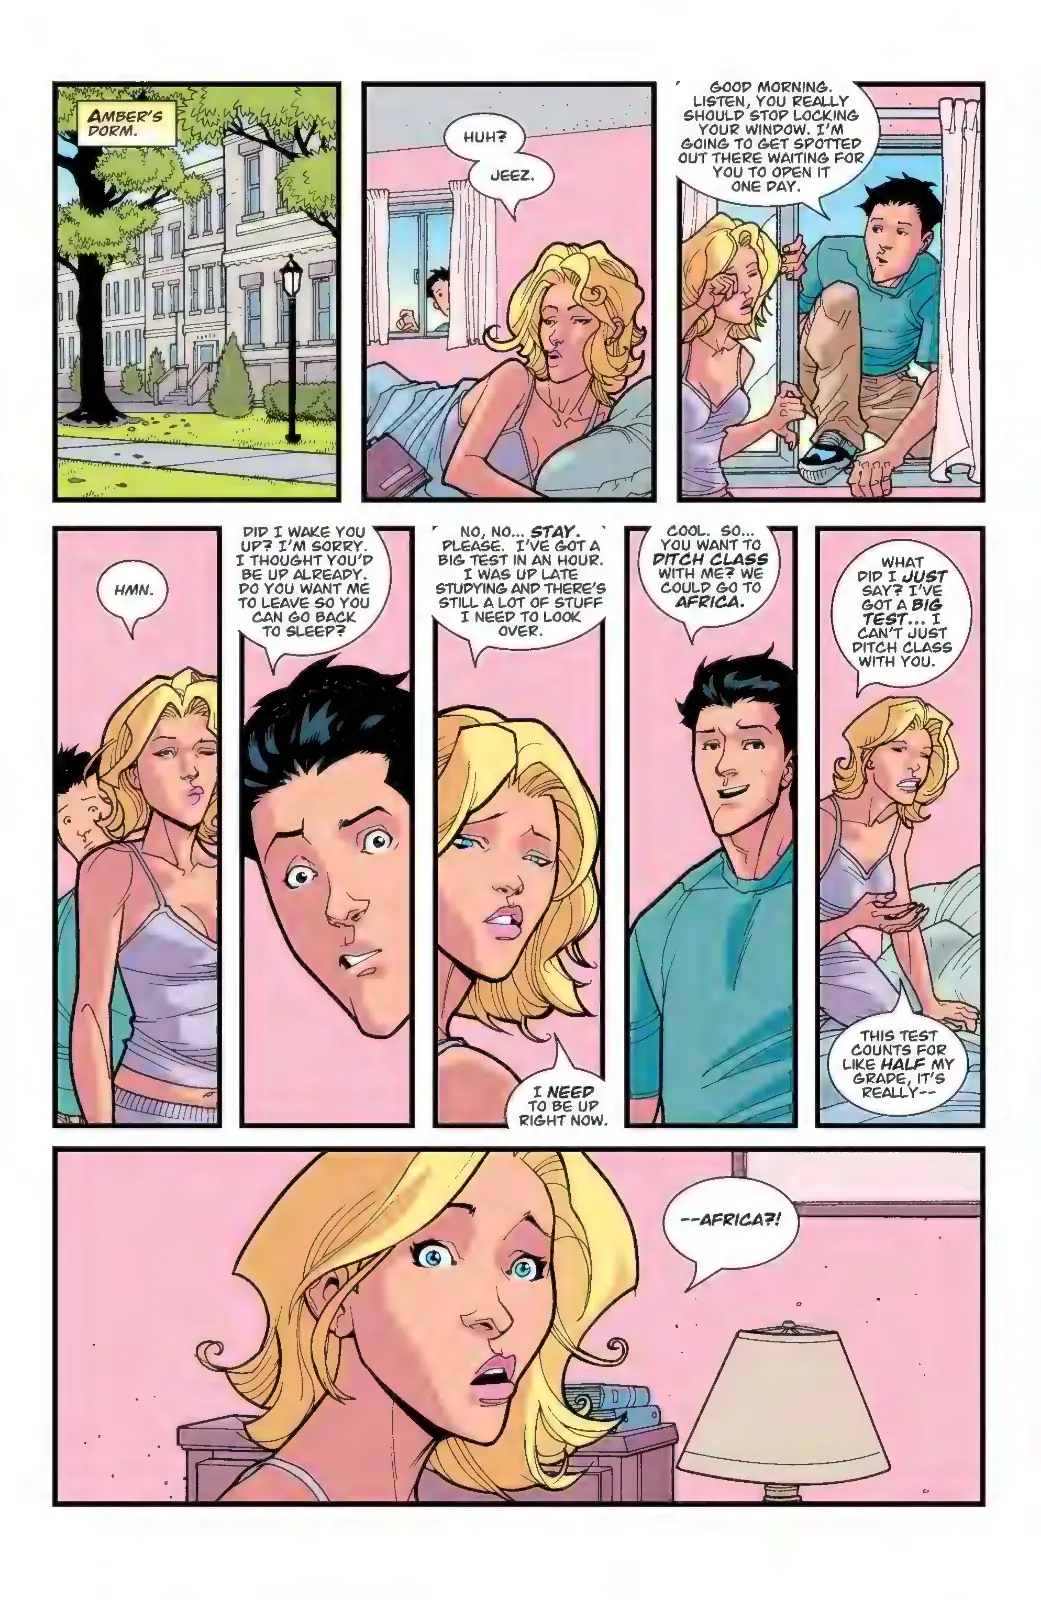 AMBER'S
DORM.
HUH?
JEEZ.
GOOD MORNING.
LISTEN, YOU REALLY
SHOULD STOP LOCKING
YOUR WINDOW. I'M
GOING TO GET SPOTTED
OUT THERE WAITING FOR
YOU TO OPEN IT
ONE DAY.
HMN.
DID I WAKE YOU
UP? I'M SORRY.
I THOUGHT YOU'D
BE UP ALREADY.
DO YOU WANT ME
TO LEAVE SO YOU
CAN GO BACK
TO SLEEP?
NO, NO... STAY.
PLEASE. I'VE GOT A
BIG TEST IN AN HOUR.
I WAS UP LATE
STUDYING AND THERE'S
STILL A LOT OF STUFF
I NEED TO LOOK
OVER.
I NEED
TO BE UP
RIGHT NOW.
COOL. SO...
YOU WANT TO
DITCH CLASS
WITH ME? WE
COULD GO TO
AFRICA.
WHAT
DID I JUST
SAY? I'VE
GOT A BIG
TEST... I
CAN'T JUST
DITCH CLASS
WITH YOU.
THIS TEST
COUNTS FOR
LIKE HALF MY
GRADE, IT'S
REALLY--
--AFRICA?!